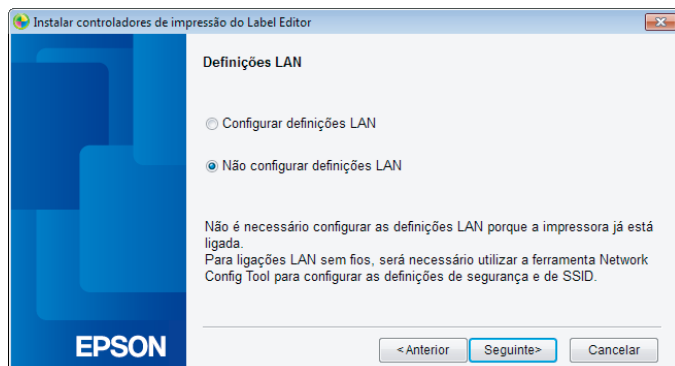 Instalar controladores de impressão do Label Editor
Definições LAN
Configurar definições LAN
Não configurar definições LAN
Não é necessário configurar as definições LAN porque a impressora já está
ligada.
Para ligações LAN sem fios, será necessário utilizar a ferramenta Network
Config Tool para configurar as definições de segurança e de SSID.
EPSON
<Anterior Seguinte> Cancelar